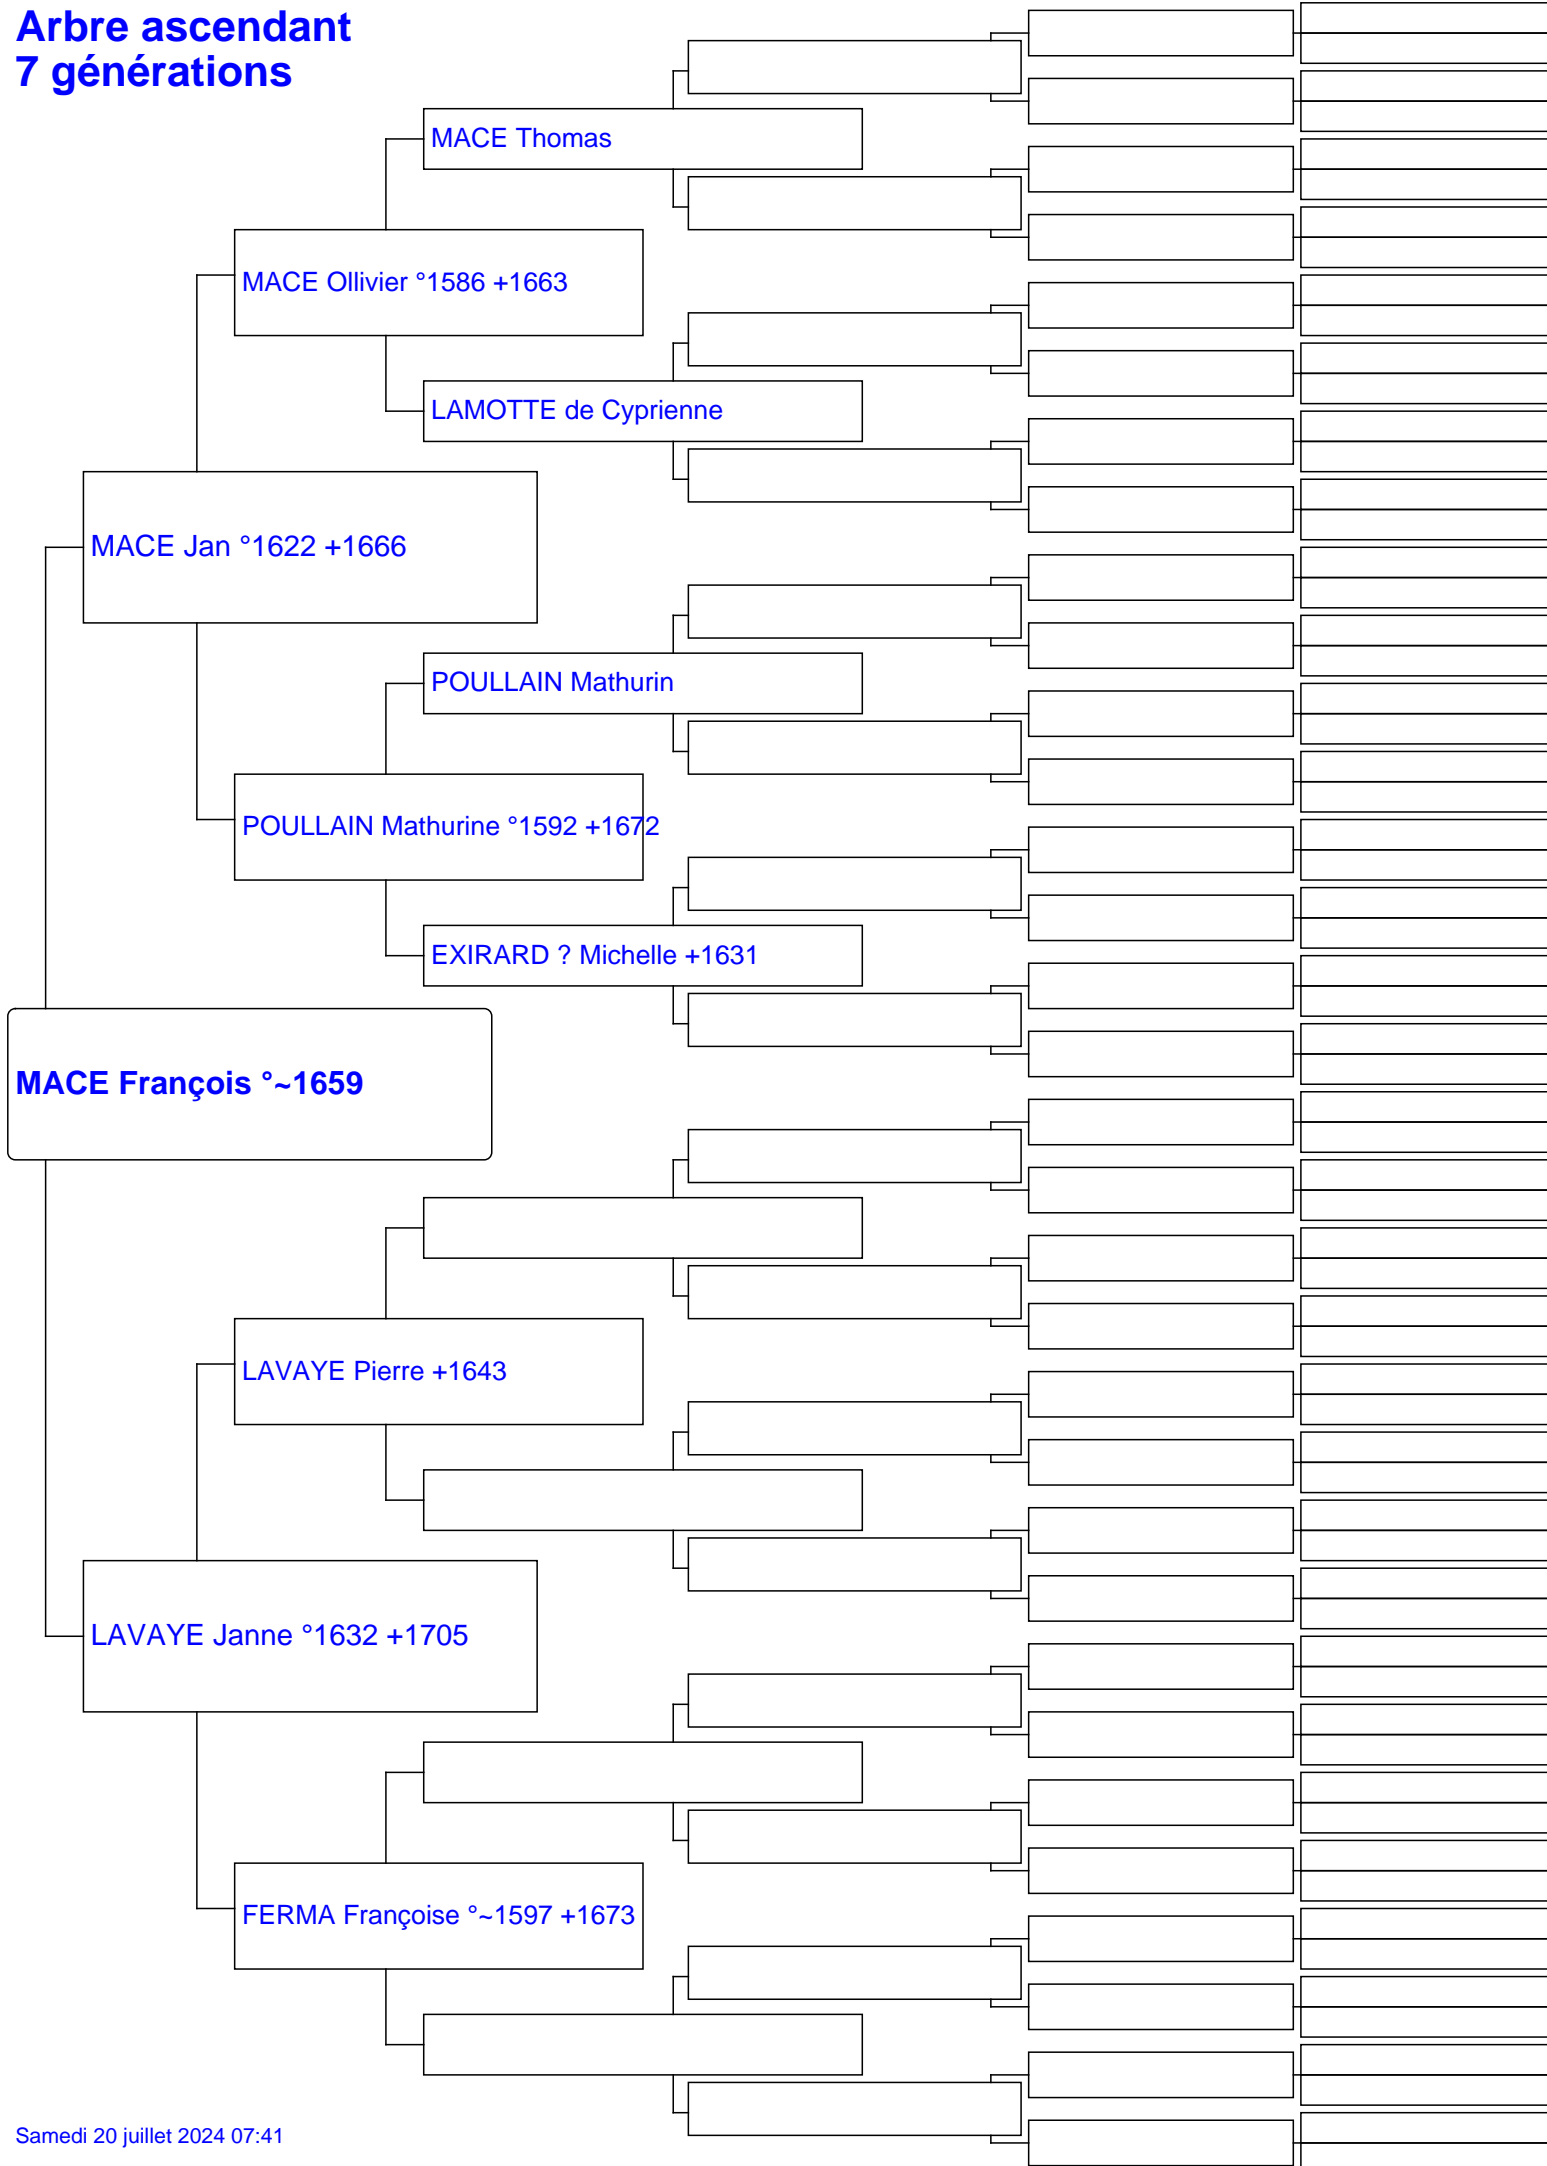 Arbre ascendant
7 générations
MACE Thomas
MACE Ollivier °1586 +1663
LAMOTTE de Cyprienne
MACE Jan °1622 +1666
POULLAIN Mathurin
POULLAIN Mathurine °1592 +1672
EXIRARD ? Michelle +1631
MACE François °~1659
LAVAYE Pierre +1643
LAVAYE Janne °1632 +1705
FERMA Françoise °~1597 +1673
Samedi 20 juillet 2024 07:41